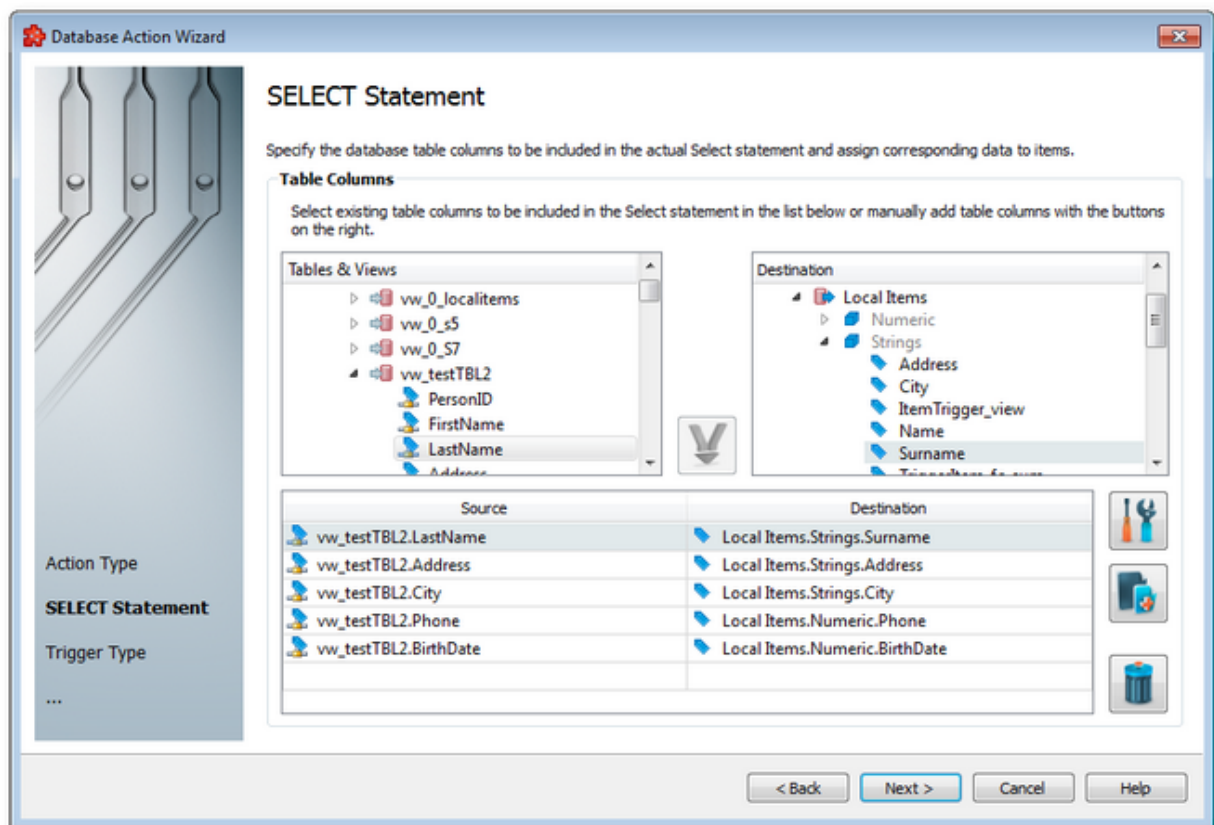 Database Action Wizard
SELECT Statement
Specify the database table columns to be included in the actual Select statement and assign corresponding data to items.
Table Columns
Select existing table columns to be included in the Select statement in the list below or manually add table columns with the buttons
on the right.
Tables & Views
vw_0_localitems
vw_0_s5
vw_0_S7
vw_testTBL2
PersonID
FirstName
LastName
Address
Destination
Local Items
Numeric
Strings
Address
City
ItemTrigger_view
Name
Surname
Source Destination
vw_testTBL2.LastName Local Items.Strings.Surname
vw_testTBL2.Address Local Items.Strings.Address
vw_testTBL2.City Local Items.Strings.City
vw_testTBL2.Phone Local Items.Numeric.Phone
vw_testTBL2.BirthDate Local Items.Numeric.BirthDate
Action Type
SELECT Statement
Trigger Type
...
< Back Next > Cancel Help